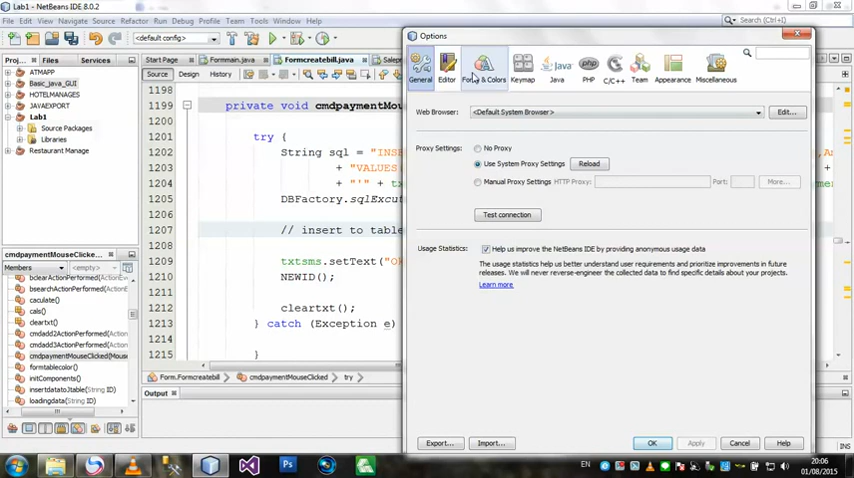 Lab1 - NetBeans IDE 8.0.2
File Edit View Navigate Source Refactor Run Debug Profile Team Tools Window Help
Search (Ctrl+I)
<default config>
Projects
Files
Services
ATMAPP
Basic_java_GUI
HOTELMANAGES
JAVAEXPORT
Lab1
Source Packages
Libraries
Restaurant Manage
cmdpaymentMouseClicked...
Members
<empty>
bdearActionPerformed(ActionEve
bsearchActionPerformed(ActionE
caculate()
cals()
cleartxt()
cmdadd2ActionPerformed(Action
cmdadd3ActionPerformed(Action
cmdpaymentMouseClicked(Mous
formtablecolor()
initComponents()
insertdatatoJtable(String ID)
loadingdata(String ID)
Start Page
Formmain.java
Formcreatebill.java
Source Design History
1198
1199 private void cmdpaymentMou
1200
1201 try {
1202 String sql = "INSE
1203 + "VALUES(
1204 + "'" + tx
1205 DBFactory.sqlExcut
1206
1207 // insert to table
1208
1209 txtsms.setText("OK
1210 NEWID();
1211
1212 cleartxt();
1213 } catch (Exception e)
1214
1215 }
Form.Formcreatebill
cmdpaymentMouseClicked
try
Output
Options
General Editor Fonts & Colors Keymap Java PHP C/C++ Team Appearance Miscellaneous
Web Browser: <Default System Browser> Edit...
Proxy Settings: No Proxy
Use System Proxy Settings Reload
Manual Proxy Settings HTTP Proxy: Port: More...
Test connection
Usage Statistics: Help us improve the NetBeans IDE by providing anonymous usage data
The usage statistics help us better understand user requirements and prioritize improvements in future
releases. We will never reverse-engineer the collected data to find specific details about your projects.
Learn more
Export... Import... OK Apply Cancel Help
INS
EN
20:06
01/08/2015